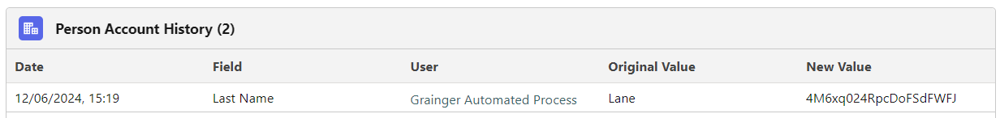 Person Account History (2)
Date Field User Original Value New Value
12/06/2024, 15:19 Last Name Grainger Automated Process Lane 4M6xq024RpcDoFSdFWFJ